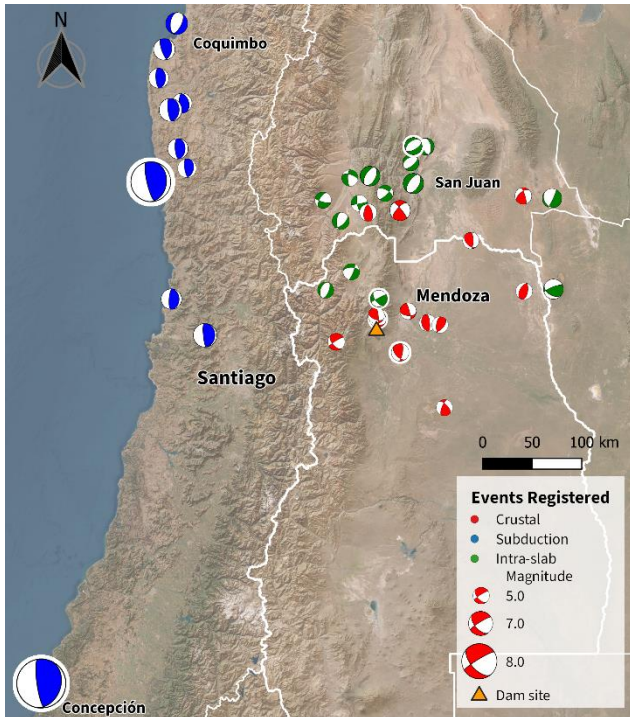 N
Coquimbo
San Juan
Mendoza
Santiago
0 50 100 km
Events Registered
Crustal
Subduction
Intra-slab
Magnitude
5.0
7.0
8.0
Dam site
Concepción